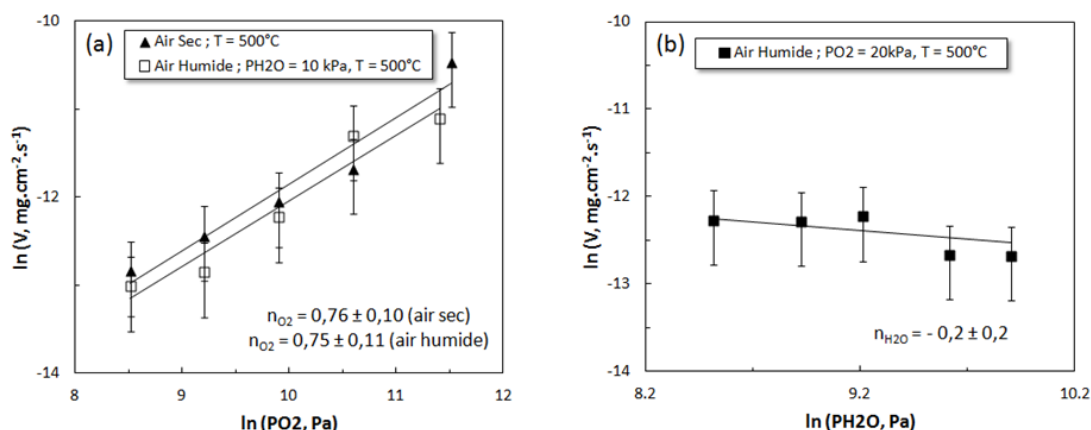 (a)
▲ Air Sec ; T = 500°C
□ Air Humide ; PH2O = 10 kPa, T = 500°C
-10
-12
-14
ln (V, mg.cm⁻².s⁻¹)
n_O2 = 0,76 ± 0,10 (air sec)
n_O2 = 0,75 ± 0,11 (air humide)
8 9 10 11 12
ln (PO2, Pa)
(b)
■ Air Humide ; PO2 = 20kPa, T = 500°C
-10
-11
-12
-13
-14
ln (V, mg.cm⁻².s⁻¹)
n_H2O = - 0,2 ± 0,2
8.2 9.2 10.2
ln (PH2O, Pa)